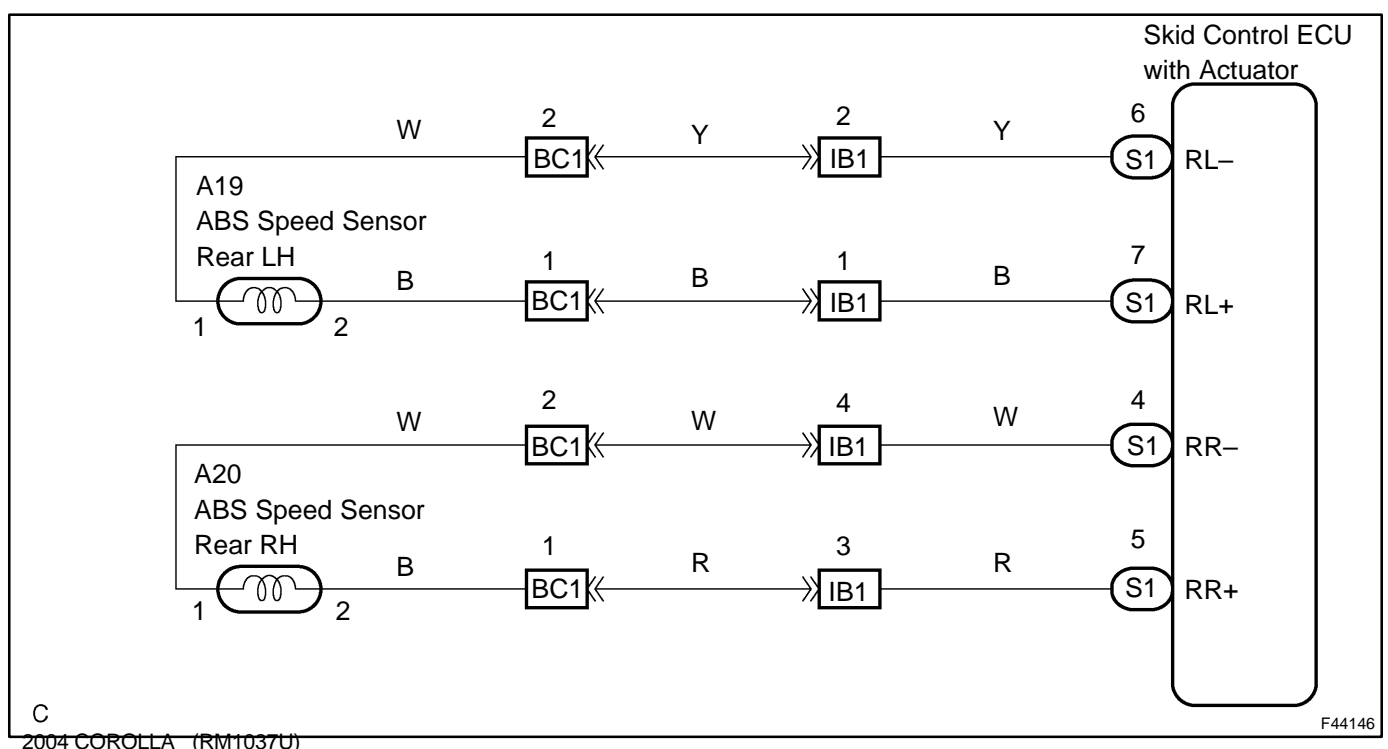 Skid Control ECU
with Actuator
W
2
BC1
Y
2
IB1
Y
6
S1
RL–
A19
ABS Speed Sensor
Rear LH
1
2
B
1
BC1
B
1
IB1
B
7
S1
RL+
W
2
BC1
W
4
IB1
W
4
S1
RR–
A20
ABS Speed Sensor
Rear RH
1
2
B
1
BC1
R
3
IB1
R
5
S1
RR+
C
F44146
2004 COROLLA (RM1037U)